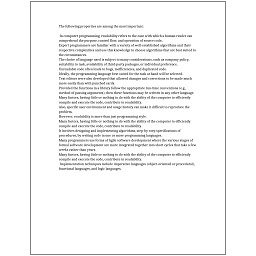 The following properties are among the most important:
In computer programming, readability refers to the ease with which a human reader can
comprehend the purpose, control flow, and operation of source code.
Expert programmers are familiar with a variety of well-established algorithms and their
respective complexities and use this knowledge to choose algorithms that are best suited to
the circumstances.
The choice of language used is subject to many considerations, such as company policy,
suitability to task, availability of third-party packages, or individual preference.
Unreadable code often leads to bugs, inefficiencies, and duplicated code.
Ideally, the programming language best suited for the task at hand will be selected.
Text editors were also developed that allowed changes and corrections to be made much
more easily than with punched cards.
Provided the functions in a library follow the appropriate run-time conventions (e.g.,
method of passing arguments), then these functions may be written in any other language.
Many factors, having little or nothing to do with the ability of the computer to efficiently
compile and execute the code, contribute to readability.
Also, specific user environment and usage history can make it difficult to reproduce the
problem.
However, readability is more than just programming style.
Many factors, having little or nothing to do with the ability of the computer to efficiently
compile and execute the code, contribute to readability.
It involves designing and implementing algorithms, step-by-step specifications of
procedures, by writing code in one or more programming languages.
Many programmers use forms of Agile software development where the various stages of
formal software development are more integrated together into short cycles that take a few
weeks rather than years.
Many factors, having little or nothing to do with the ability of the computer to efficiently
compile and execute the code, contribute to readability.
Implementation techniques include imperative languages (object-oriented or procedural),
functional languages, and logic languages.